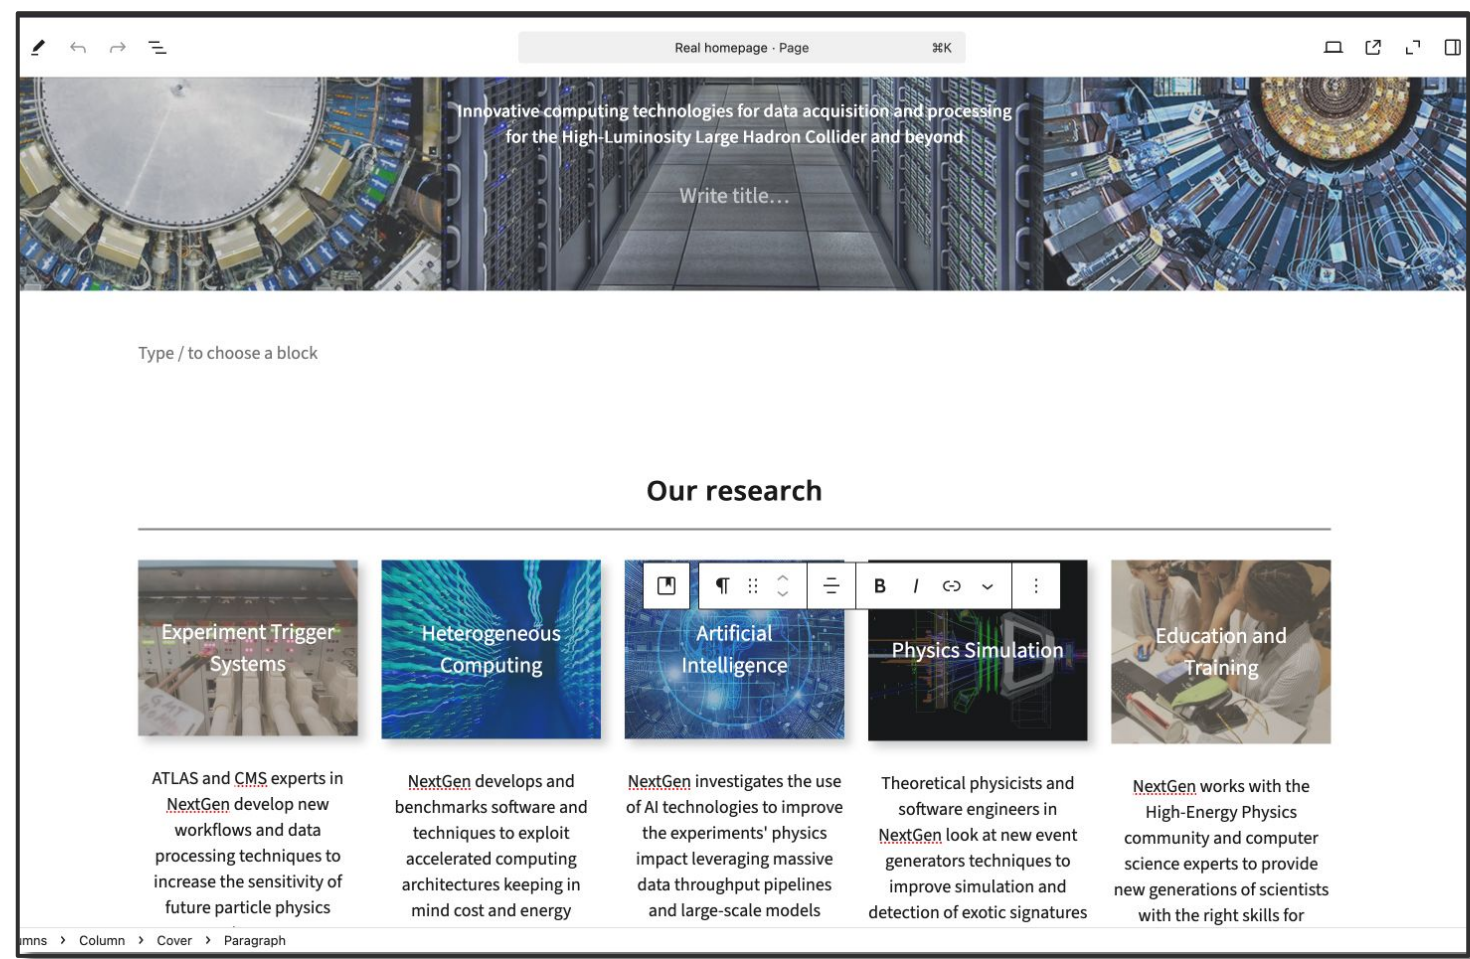 Real homepage · Page ⌘K
Innovative computing technologies for data acquisition and processing
for the High-Luminosity Large Hadron Collider and beyond
Write title…
Type / to choose a block
Our research
Experiment Trigger
Systems
ATLAS and CMS experts in
NextGen develop new
workflows and data
processing techniques to
increase the sensitivity of
future particle physics
Heterogeneous
Computing
NextGen develops and
benchmarks software and
techniques to exploit
accelerated computing
architectures keeping in
mind cost and energy
B I
Artificial
Intelligence
NextGen investigates the use
of AI technologies to improve
the experiments' physics
impact leveraging massive
data throughput pipelines
and large-scale models
Physics Simulation
Theoretical physicists and
software engineers in
NextGen look at new event
generators techniques to
improve simulation and
detection of exotic signatures
Education and
Training
NextGen works with the
High-Energy Physics
community and computer
science experts to provide
new generations of scientists
with the right skills for
umns > Column > Cover > Paragraph